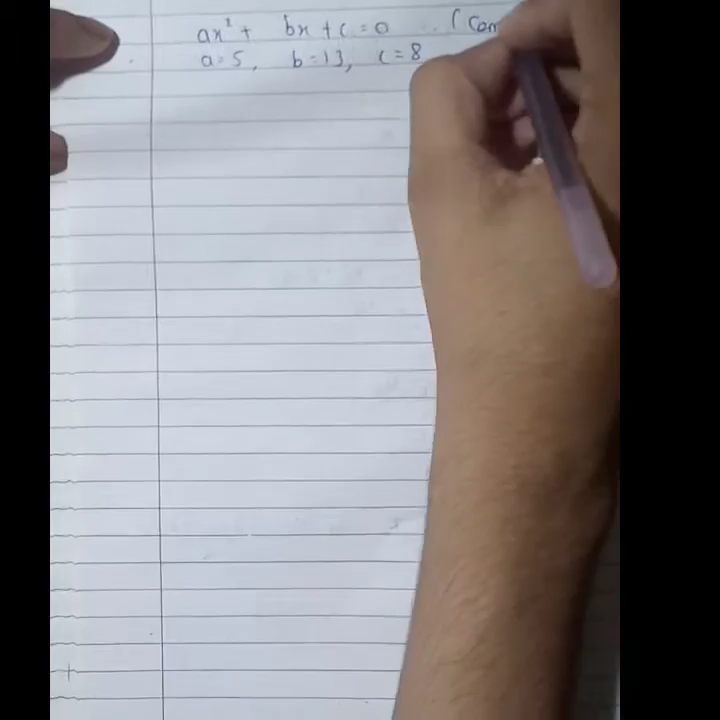 ax² + bx + c = 0 .. (Com
a = 5, b = 13, c = 8